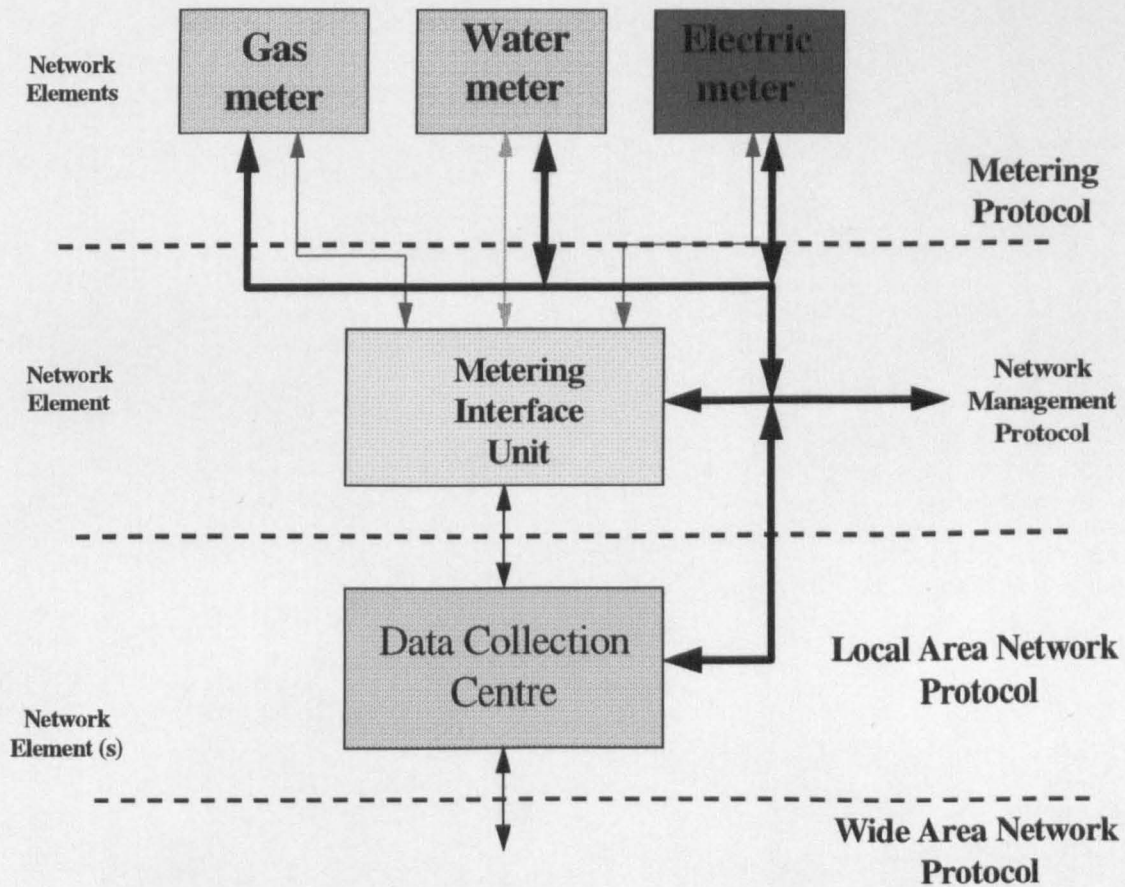 Network
Elements
Gas
meter
Water
meter
Electric
meter
Metering
Protocol
Network
Element
Metering
Interface
Unit
Network
Management
Protocol
Data Collection
Centre
Local Area Network
Protocol
Network
Element (s)
Wide Area Network
Protocol